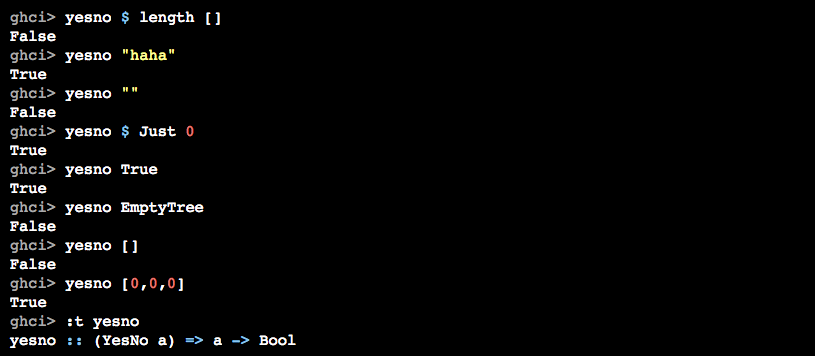 ghci> yesno $ length []
False
ghci> yesno "haha"
True
ghci> yesno ""
False
ghci> yesno $ Just 0
True
ghci> yesno True
True
ghci> yesno EmptyTree
False
ghci> yesno []
False
ghci> yesno [0,0,0]
True
ghci> :t yesno
yesno :: (YesNo a) => a -> Bool